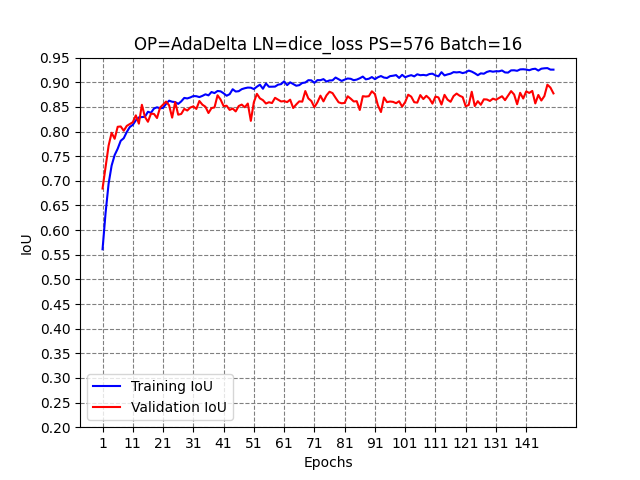 OP=AdaDelta LN=dice_loss PS=576 Batch=16
0.95
0.90
0.85
0.80
0.75
0.70
0.65
0.60
0.55
0.50
0.45
0.40
0.35
0.30
0.25
0.20
IoU
Training IoU
Validation IoU
1 11 21 31 41 51 61 71 81 91 101 111 121 131 141
Epochs